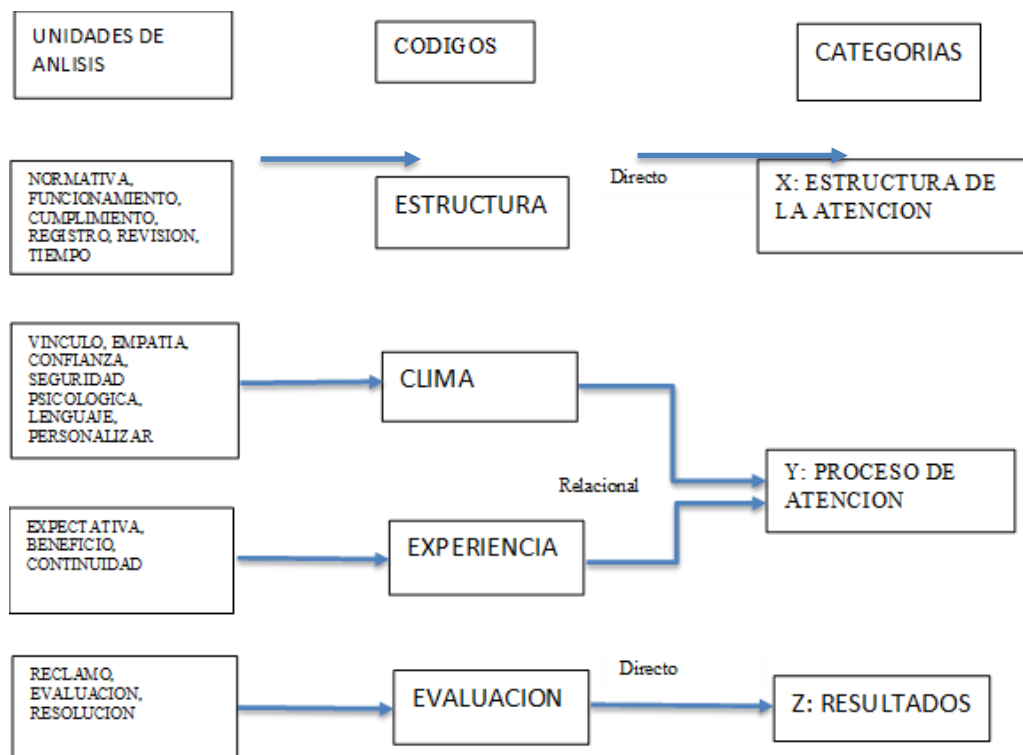 UNIDADES DE
ANLISIS
CODIGOS
CATEGORIAS
NORMATIVA,
FUNCIONAMIENTO,
CUMPLIMIENTO,
REGISTRO, REVISION,
TIEMPO
ESTRUCTURA
Directo
X: ESTRUCTURA DE
LA ATENCION
VINCULO, EMPATIA,
CONFIANZA,
SEGURIDAD
PSICOLOGICA,
LENGUAJE,
PERSONALIZAR
CLIMA
Relacional
Y: PROCESO DE
ATENCION
EXPECTATIVA,
BENEFICIO,
CONTINUIDAD
EXPERIENCIA
RECLAMO,
EVALUACION,
RESOLUCION
EVALUACION
Directo
Z: RESULTADOS